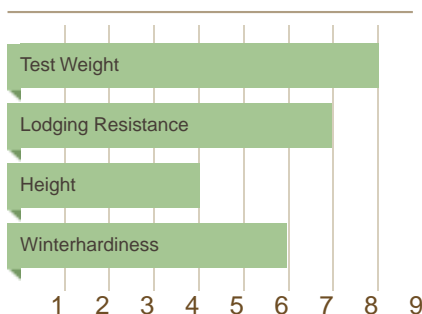 Test Weight
Lodging Resistance
Height
Winterhardiness
1 2 3 4 5 6 7 8 9